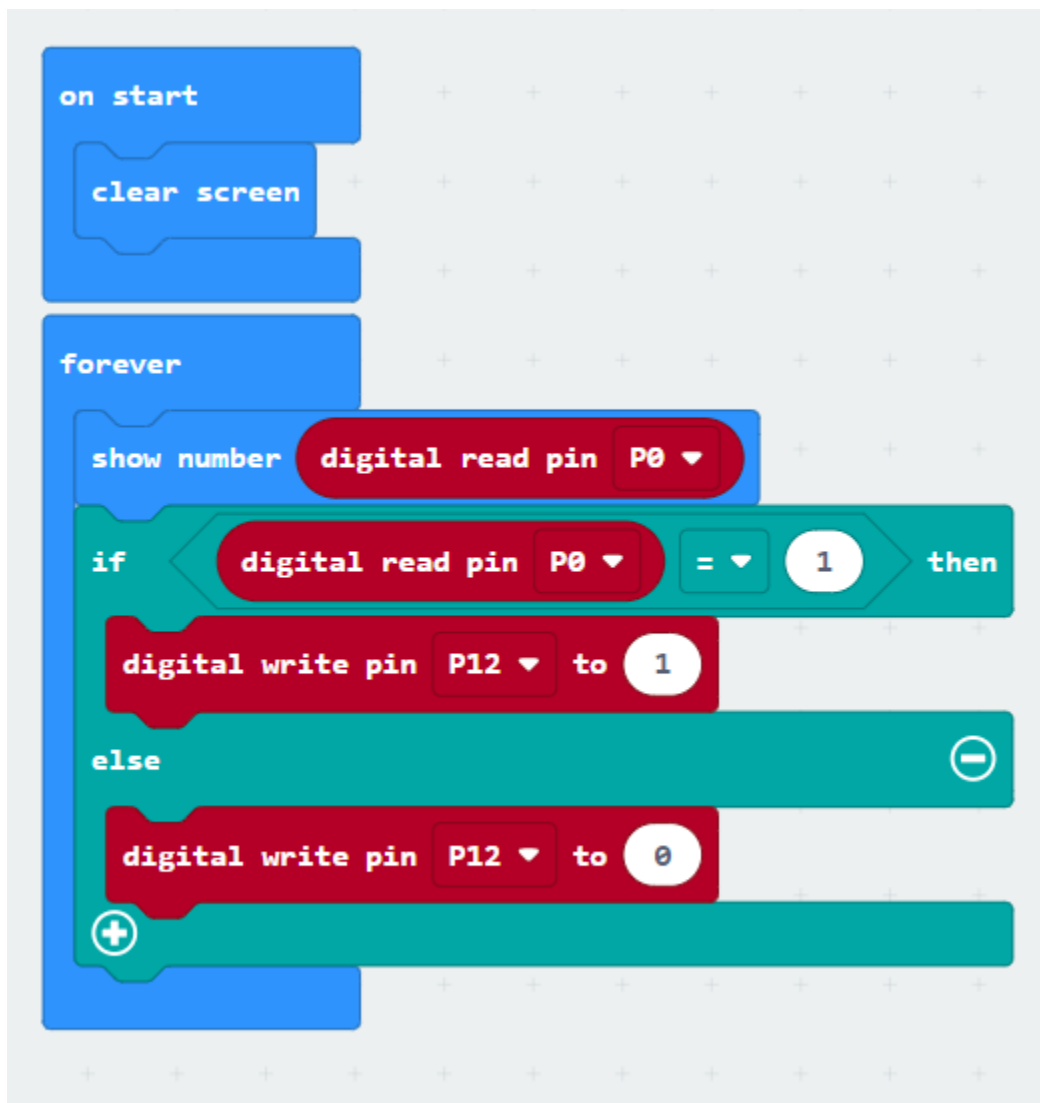 on start
clear screen
forever
show number digital read pin P0
if digital read pin P0 = 1 then
digital write pin P12 to 1
else
digital write pin P12 to 0